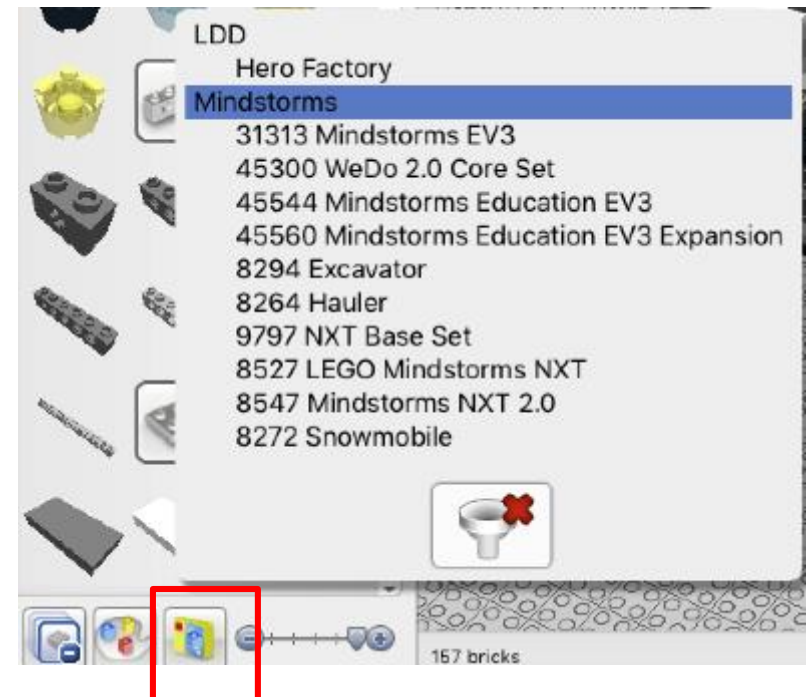 LDD
Hero Factory
Mindstorms
31313 Mindstorms EV3
45300 WeDo 2.0 Core Set
45544 Mindstorms Education EV3
45560 Mindstorms Education EV3 Expansion
8294 Excavator
8264 Hauler
9797 NXT Base Set
8527 LEGO Mindstorms NXT
8547 Mindstorms NXT 2.0
8272 Snowmobile
157 bricks